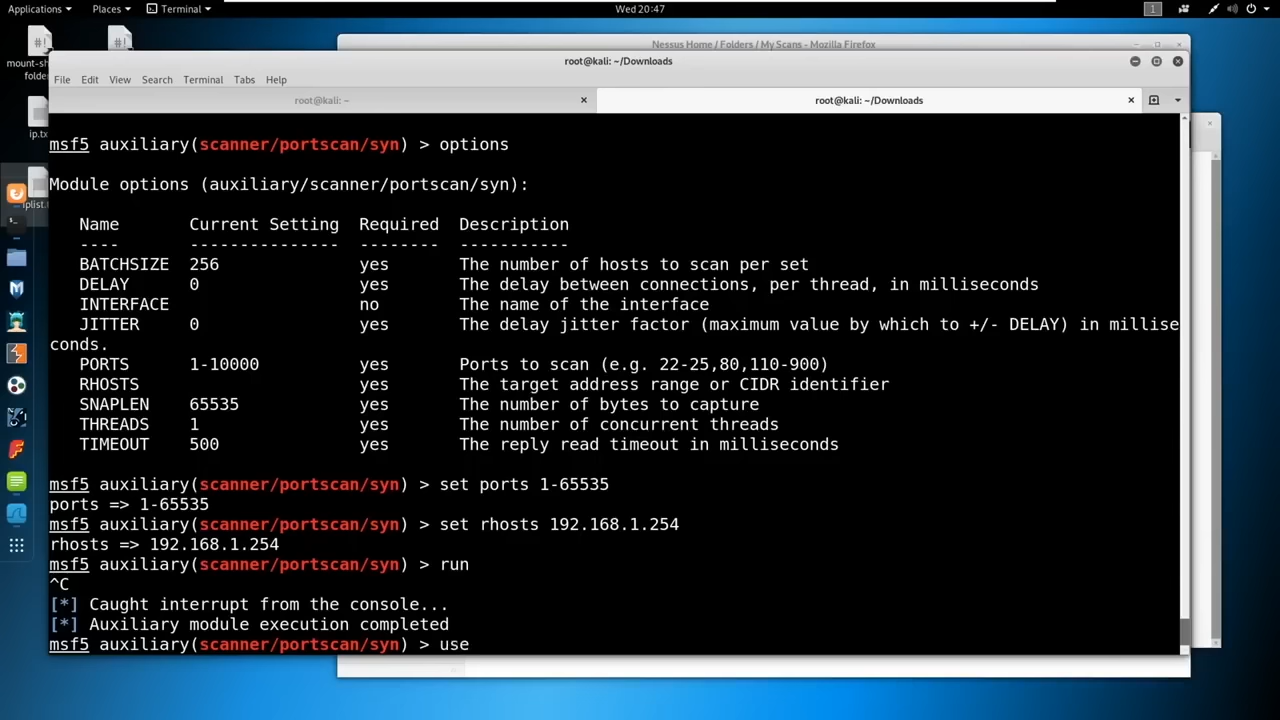 Applications
Places
Terminal
Wed 20:47
1
#!
#!
mount-sh
folder
ip.tx
iplist.
Nessus Home / Folders / My Scans - Mozilla Firefox
root@kali: ~/Downloads
File Edit View Search Terminal Tabs Help
root@kali: ~
root@kali: ~/Downloads
msf5 auxiliary(scanner/portscan/syn) > options
Module options (auxiliary/scanner/portscan/syn):
Name Current Setting Required Description
---- --------------- -------- -----------
BATCHSIZE 256 yes The number of hosts to scan per set
DELAY 0 yes The delay between connections, per thread, in milliseconds
INTERFACE no The name of the interface
JITTER 0 yes The delay jitter factor (maximum value by which to +/- DELAY) in millise
conds.
PORTS 1-10000 yes Ports to scan (e.g. 22-25,80,110-900)
RHOSTS yes The target address range or CIDR identifier
SNAPLEN 65535 yes The number of bytes to capture
THREADS 1 yes The number of concurrent threads
TIMEOUT 500 yes The reply read timeout in milliseconds
msf5 auxiliary(scanner/portscan/syn) > set ports 1-65535
ports => 1-65535
msf5 auxiliary(scanner/portscan/syn) > set rhosts 192.168.1.254
rhosts => 192.168.1.254
msf5 auxiliary(scanner/portscan/syn) > run
^C
[*] Caught interrupt from the console...
[*] Auxiliary module execution completed
msf5 auxiliary(scanner/portscan/syn) > use